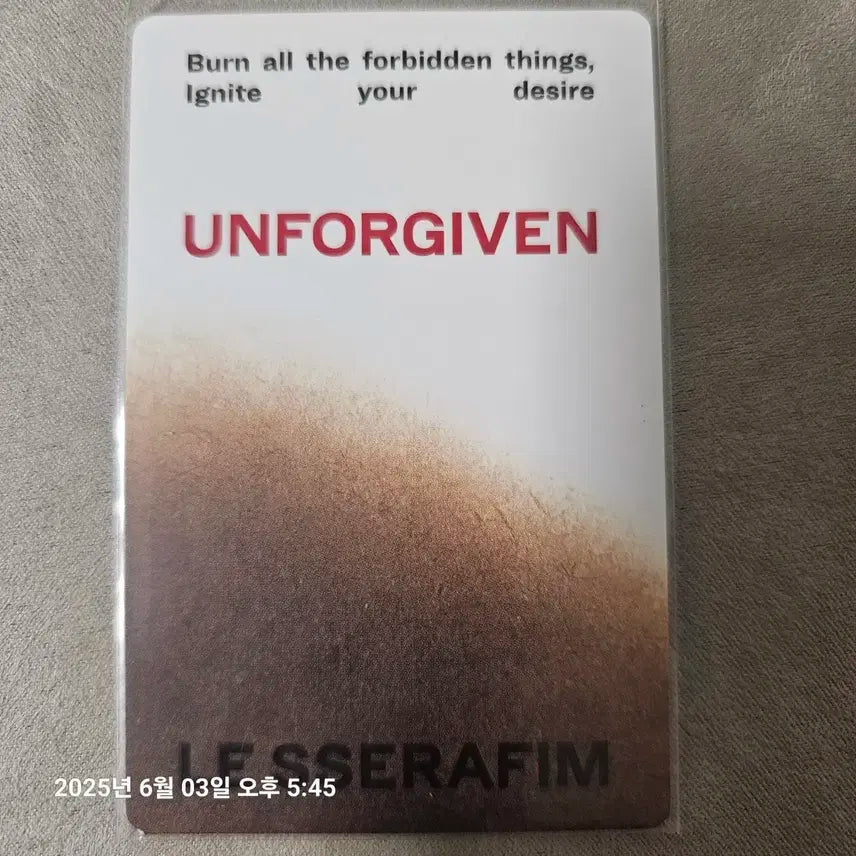 Burn all the forbidden things,
Ignite your desire
UNFORGIVEN
LE SSERAFIM
2025년 6월 03일 오후 5:45